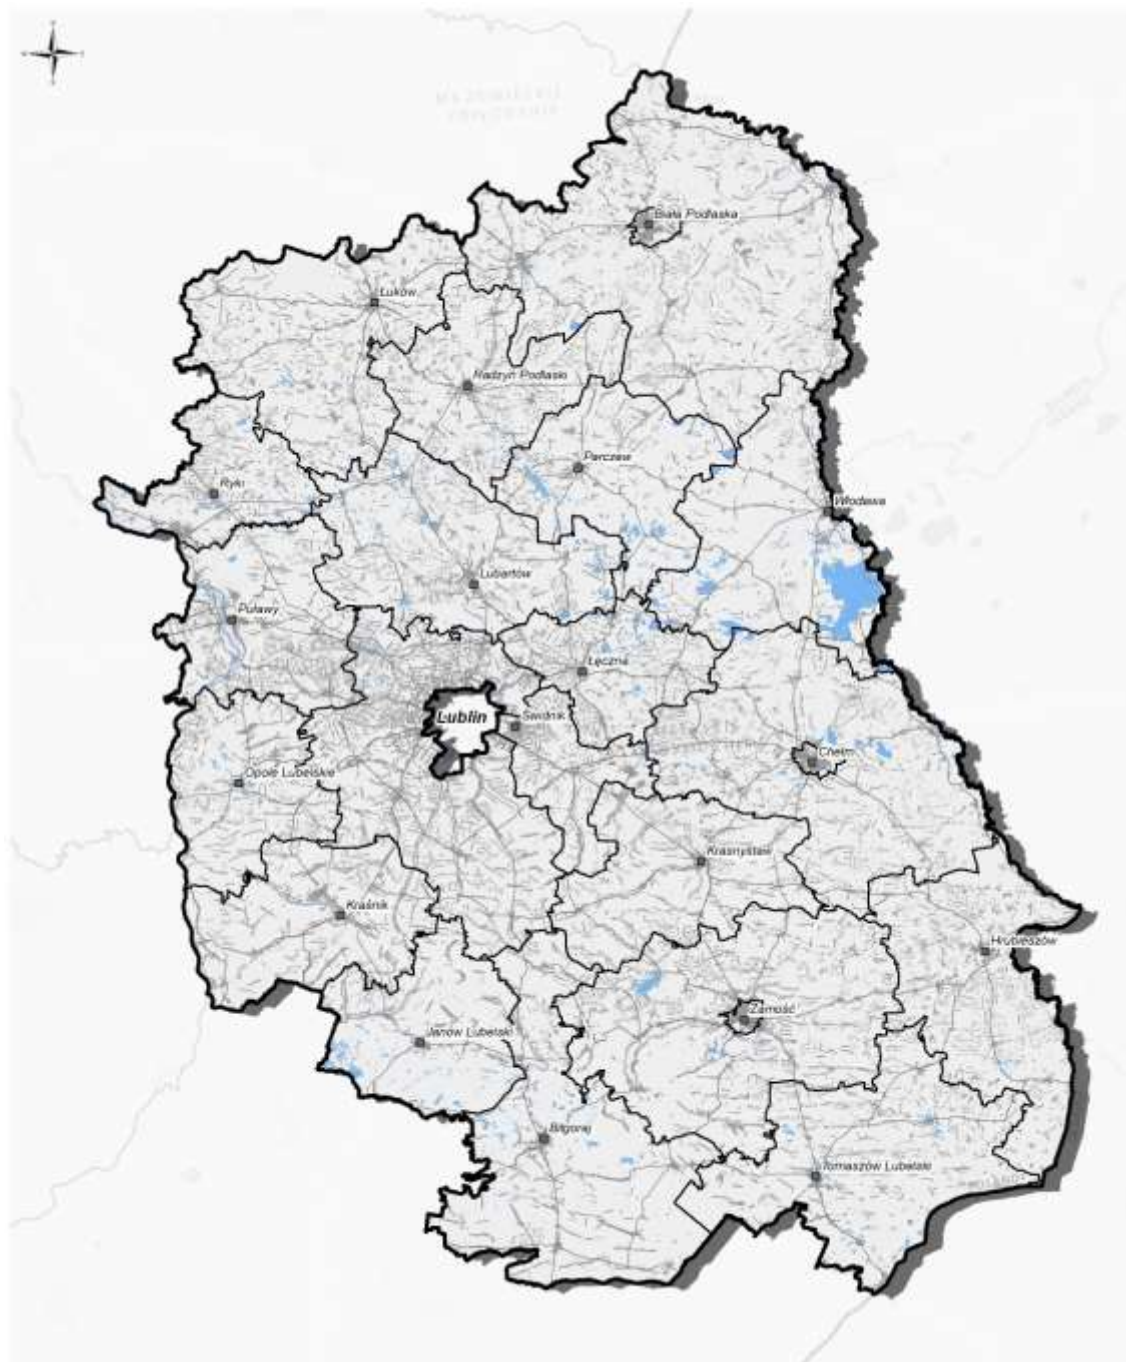 Biała Podlaska
Łuków
Radzyń Podlaski
Parczew
Ryki
Włodawa
Lubartów
Puławy
Łęczna
Lublin
Świdnik
Chełm
Opole Lubelskie
Krasnystaw
Kraśnik
Hrubieszów
Zamość
Janów Lubelski
Biłgoraj
Tomaszów Lubelski